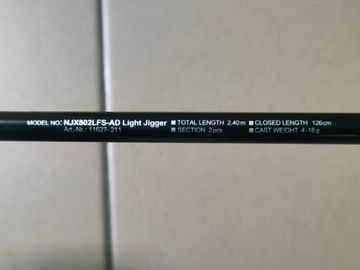 MODEL NO.: NJX802LFS-AD Light Jigger ■ TOTAL LENGTH 2.40m ■ CLOSED LENGTH 126cm
Art.-Nr.: 11627-211 ■ SECTION 2pcs ■ CAST WEIGHT 4-18g